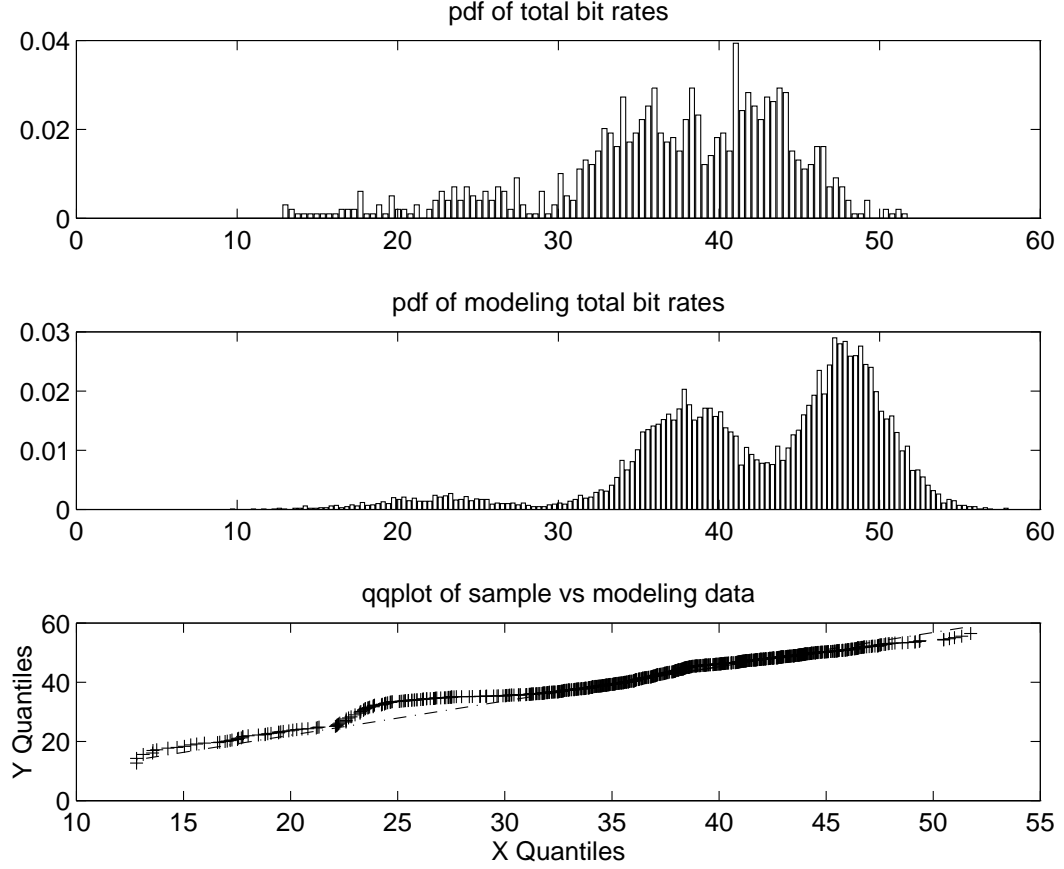 pdf of total bit rates
0.04
0.02
0
0 10 20 30 40 50 60
pdf of modeling total bit rates
0.03
0.02
0.01
0
0 10 20 30 40 50 60
qqplot of sample vs modeling data
60
40
20
0
Y Quantiles
10 15 20 25 30 35 40 45 50 55
X Quantiles